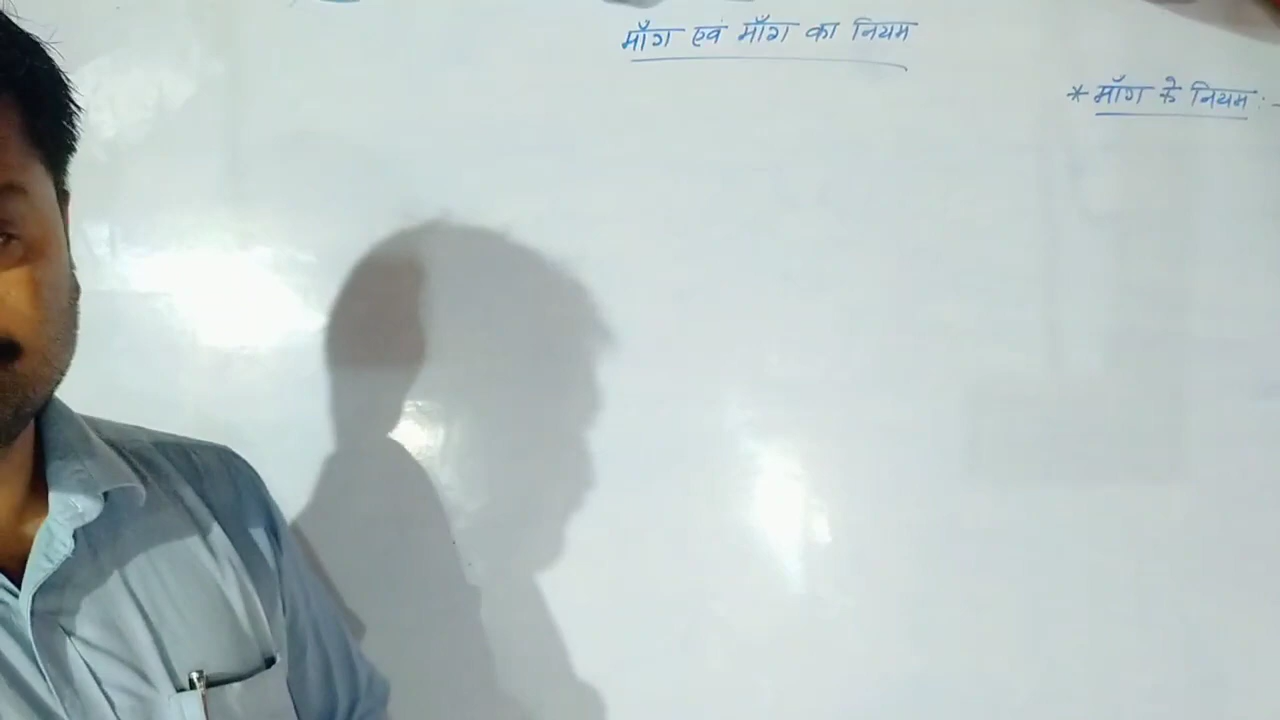 माँग एवं माँग का नियम
* माँग के नियम :-